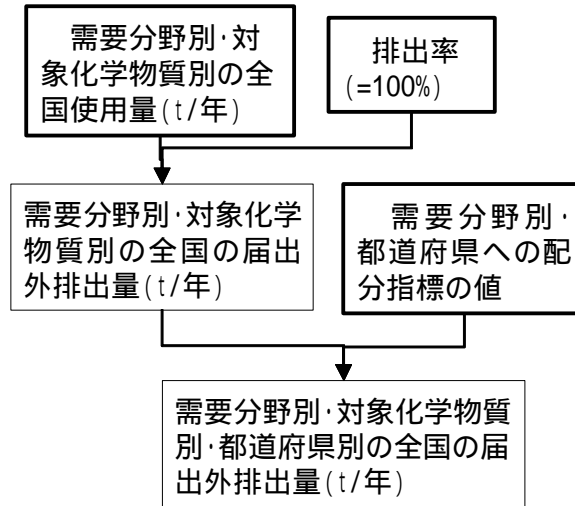 需要分野別・対
象化学物質別の全
国使用量(t/年)
排出率
(=100%)
需要分野別・対象化学
物質別の全国の届出
外排出量(t/年)
需要分野別・
都道府県への配
分指標の値
需要分野別・対象化学物質
別・都道府県別の全国の届
出外排出量(t/年)